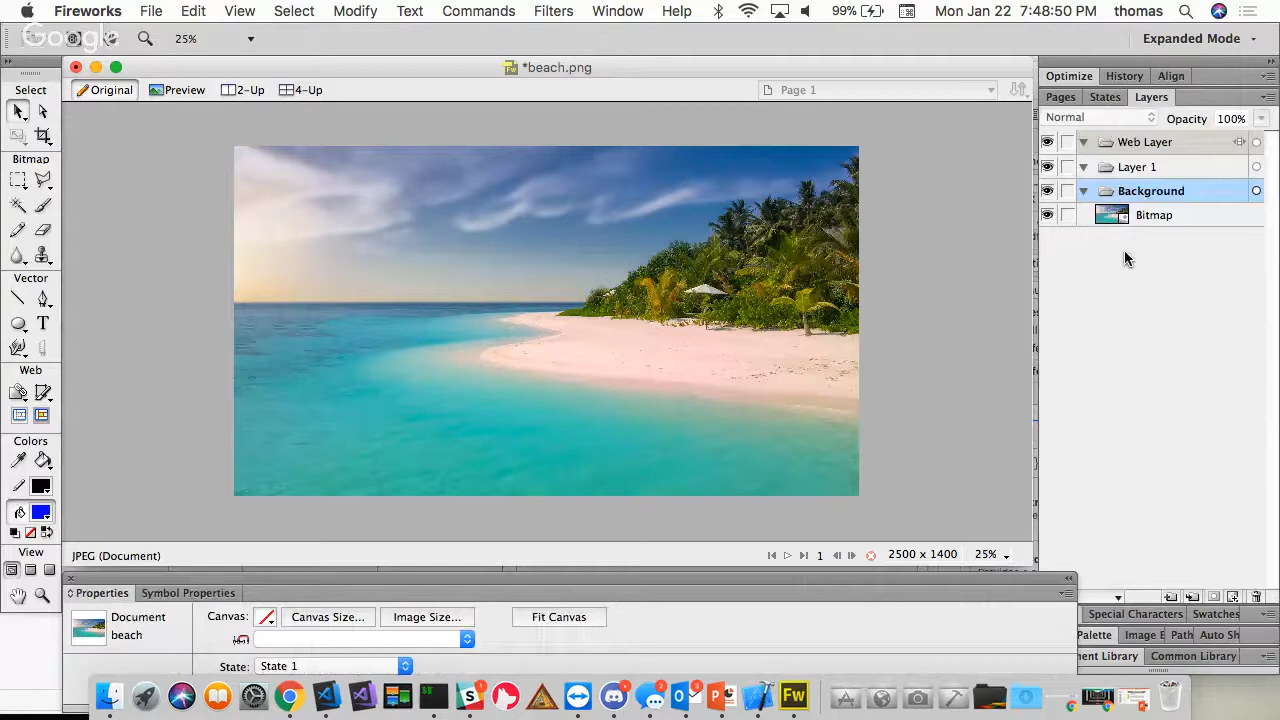 Fireworks File Edit View Select Modify Text Commands Filters Window Help 99% Mon Jan 22 7:48:50 PM thomas
Google 25% Expanded Mode
Fw *beach.png
Original Preview 2-Up 4-Up Page 1
Select
Bitmap
Vector
T
Web
Colors
View
Optimize History Align
Pages States Layers
Normal Opacity 100%
Web Layer
Layer 1
Background
Bitmap
JPEG (Document) 1 2500 x 1400 25%
Properties Symbol Properties
Document
beach
Canvas: Canvas Size... Image Size... Fit Canvas
State: State 1
Special Characters Swatches
Palette Image E Path Auto Sh
ment Library Common Library
Fw